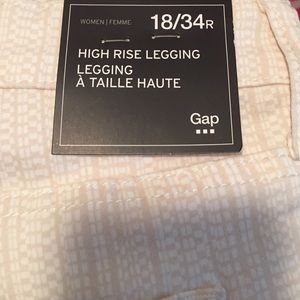 WOMEN | FEMME 18/34R
HIGH RISE LEGGING
LEGGING
À TAILLE HAUTE
Gap